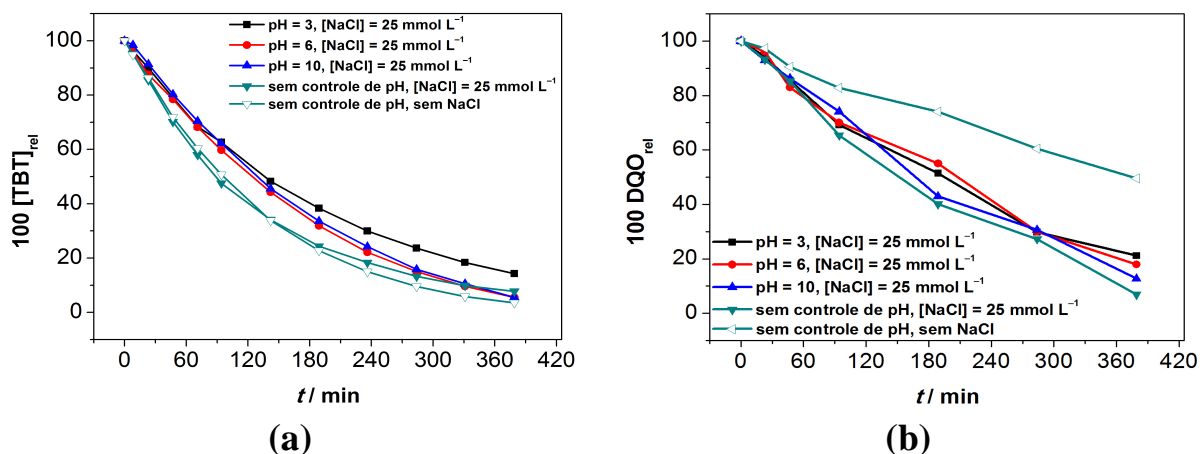 100 [TBT]rel
100
80
60
40
20
0
pH = 3, [NaCl] = 25 mmol L⁻¹
pH = 6, [NaCl] = 25 mmol L⁻¹
pH = 10, [NaCl] = 25 mmol L⁻¹
sem controle de pH, [NaCl] = 25 mmol L⁻¹
sem controle de pH, sem NaCl
0 60 120 180 240 300 360 420
t / min
(a)
100 DQOrel
100
80
60
40
20
0
pH = 3, [NaCl] = 25 mmol L⁻¹
pH = 6, [NaCl] = 25 mmol L⁻¹
pH = 10, [NaCl] = 25 mmol L⁻¹
sem controle de pH, [NaCl] = 25 mmol L⁻¹
sem controle de pH, sem NaCl
0 60 120 180 240 300 360 420
t / min
(b)